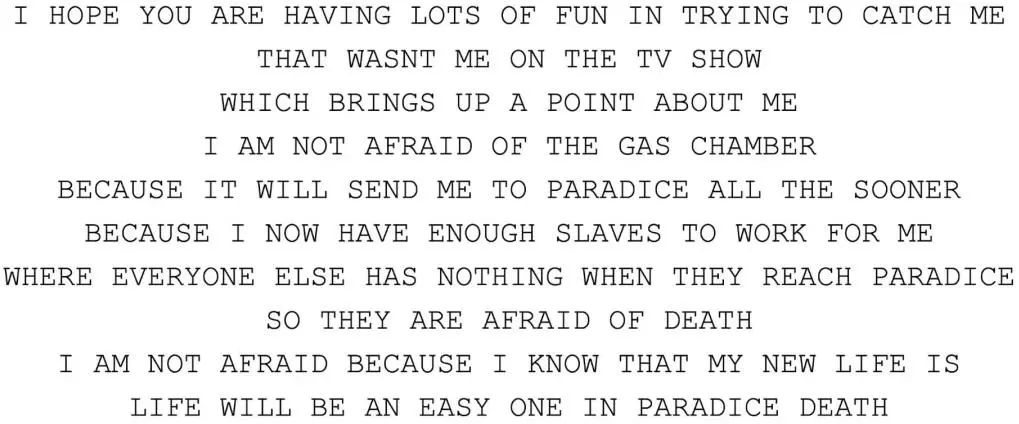 I HOPE YOU ARE HAVING LOTS OF FUN IN TRYING TO CATCH ME
THAT WASNT ME ON THE TV SHOW
WHICH BRINGS UP A POINT ABOUT ME
I AM NOT AFRAID OF THE GAS CHAMBER
BECAUSE IT WILL SEND ME TO PARADICE ALL THE SOONER
BECAUSE I NOW HAVE ENOUGH SLAVES TO WORK FOR ME
WHERE EVERYONE ELSE HAS NOTHING WHEN THEY REACH PARADICE
SO THEY ARE AFRAID OF DEATH
I AM NOT AFRAID BECAUSE I KNOW THAT MY NEW LIFE IS
LIFE WILL BE AN EASY ONE IN PARADICE DEATH